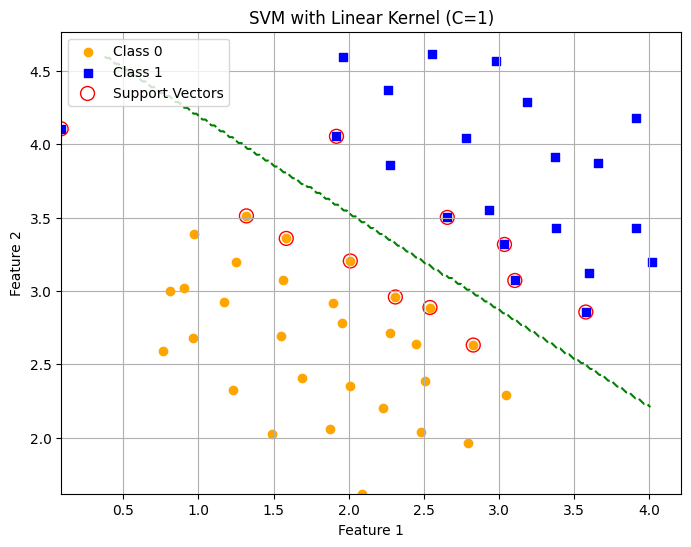 SVM with Linear Kernel (C=1)
Class 0
Class 1
Support Vectors
4.5
4.0
3.5
3.0
2.5
2.0
Feature 2
0.5 1.0 1.5 2.0 2.5 3.0 3.5 4.0
Feature 1